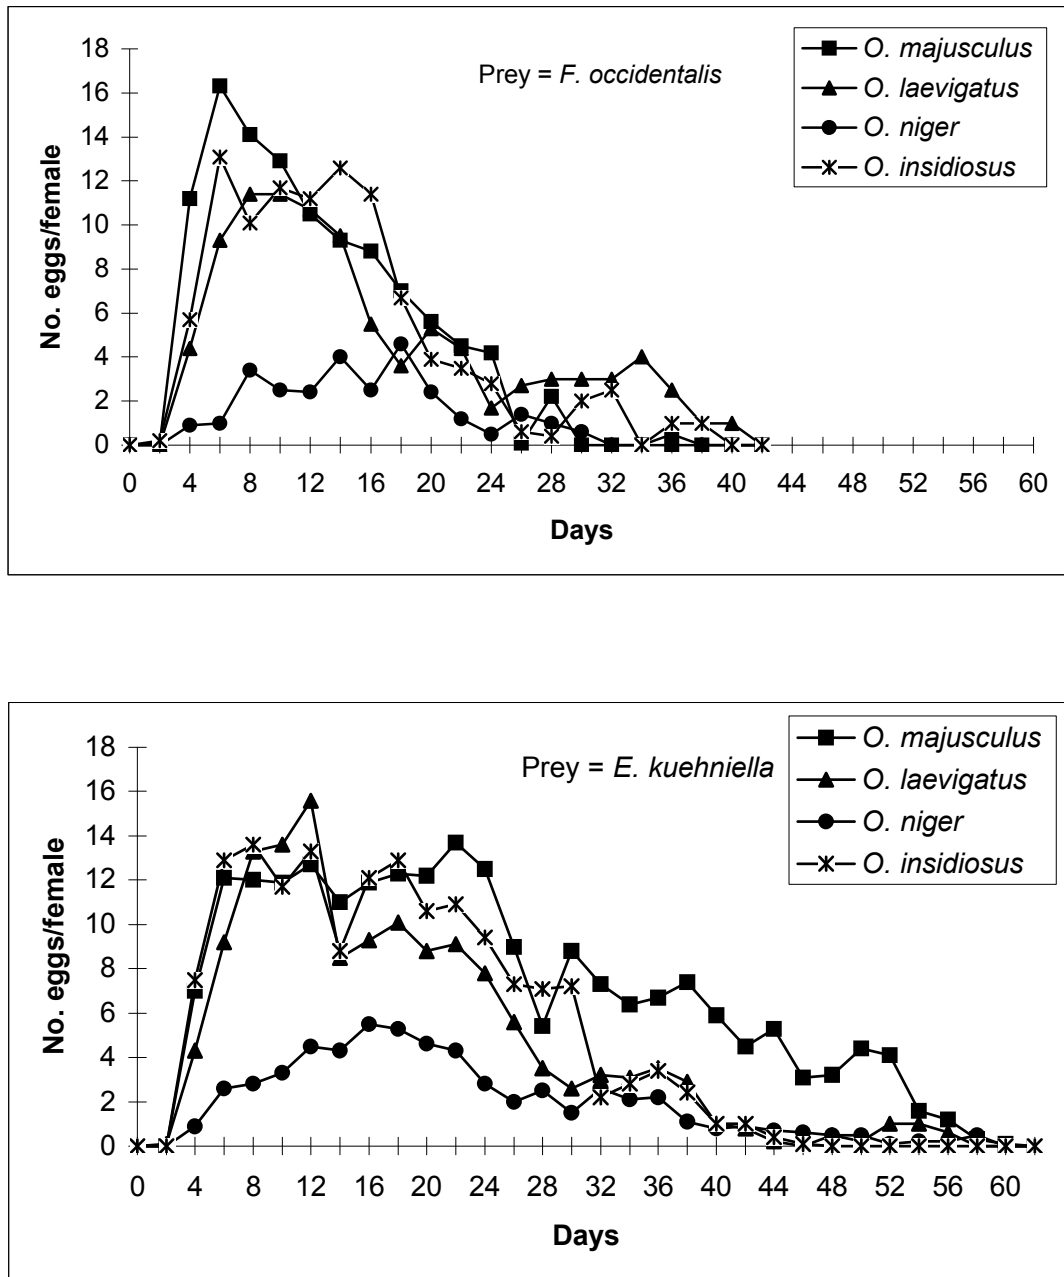 18
16
14
12
10
8
6
4
2
0
No. eggs/female
Prey = F. occidentalis
O. majusculus
O. laevigatus
O. niger
O. insidiosus
0 4 8 12 16 20 24 28 32 36 40 44 48 52 56 60
Days
18
16
14
12
10
8
6
4
2
0
No. eggs/female
Prey = E. kuehniella
O. majusculus
O. laevigatus
O. niger
O. insidiosus
0 4 8 12 16 20 24 28 32 36 40 44 48 52 56 60
Days